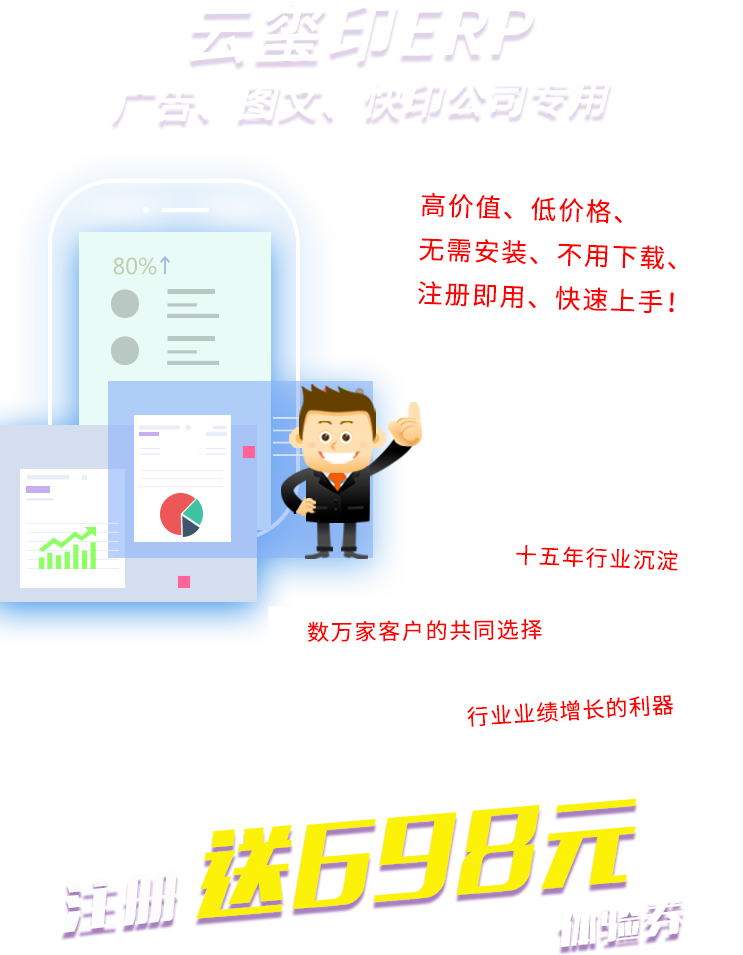 云玺印ERP
广告、图文、快印公司专用
高价值、低价格、
无需安装、不用下载、
注册即用、快速上手!
80%↑
十五年行业沉淀
数万家客户的共同选择
行业业绩增长的利器
注册送698元
体验券